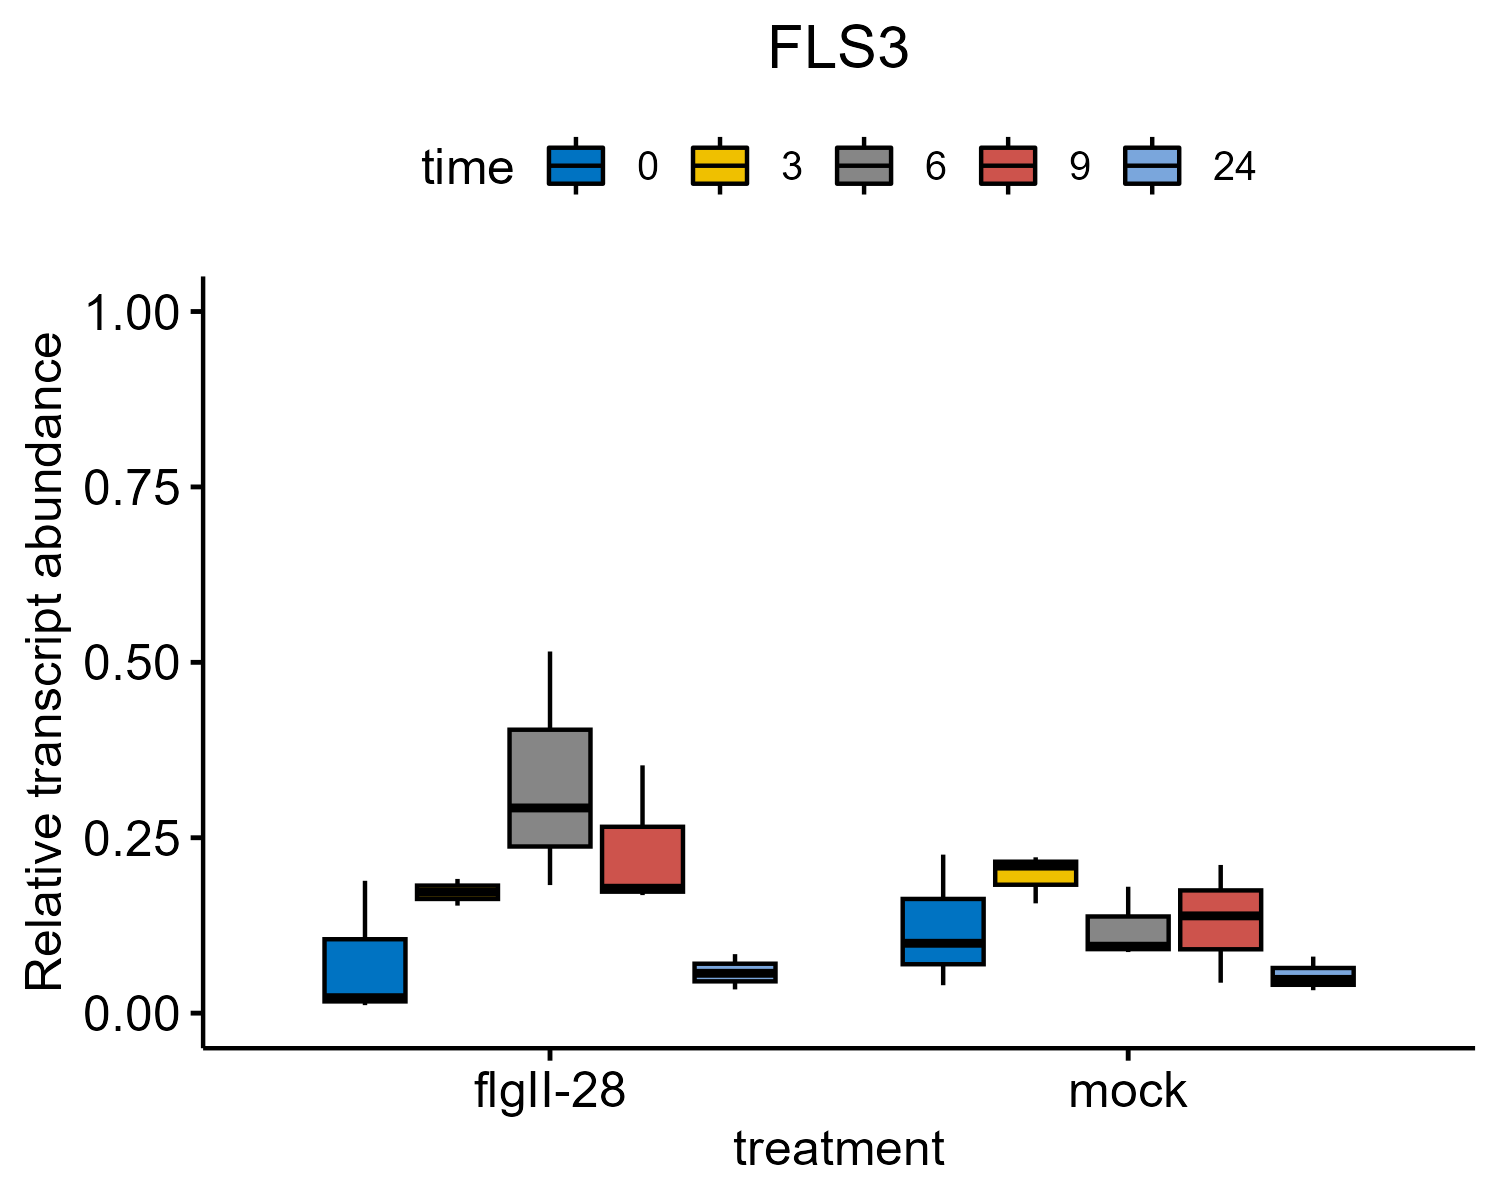 FLS3
time 0 3 6 9 24
Relative transcript abundance
1.00
0.75
0.50
0.25
0.00
flgII-28 mock
treatment